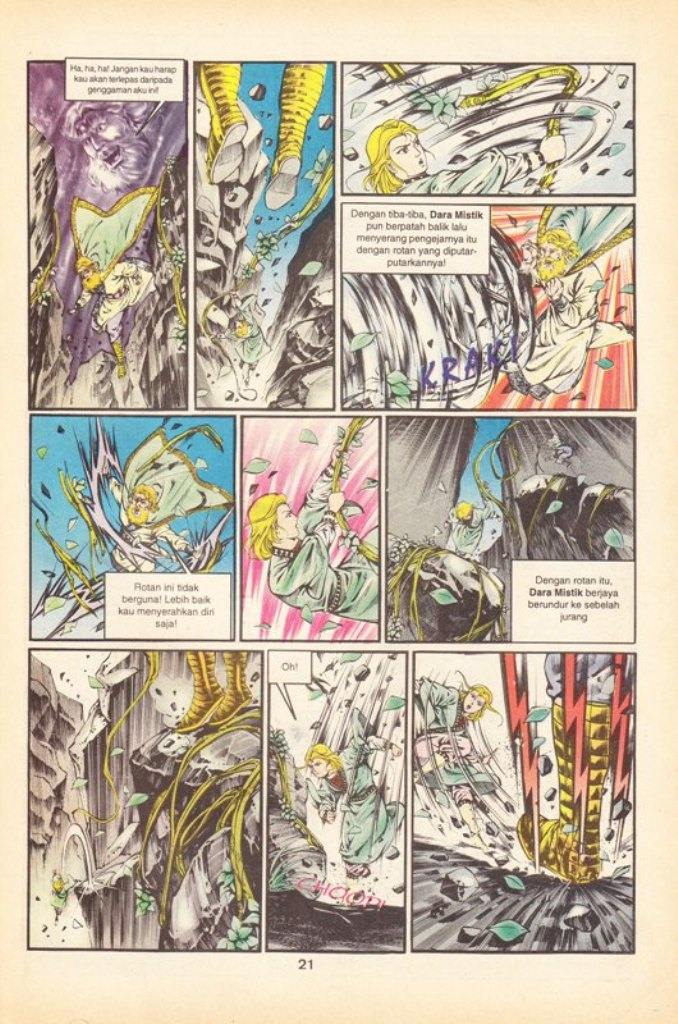 Ha, ha, ha! Jangan kau harap
kau akan terlepas daripada
genggaman aku ini!
Dengan tiba-tiba, Dara Mistik
pun berpatah balik lalu
menyerang pengejarnya itu
dengan rotan yang diputar-
putarkannya!
KRAK!
Rotan ini tidak
berguna! Lebih baik
kau menyerahkan diri
saja!
Dengan rotan itu,
Dara Mistik berjaya
berundur ke sebelah
jurang
Oh!
21